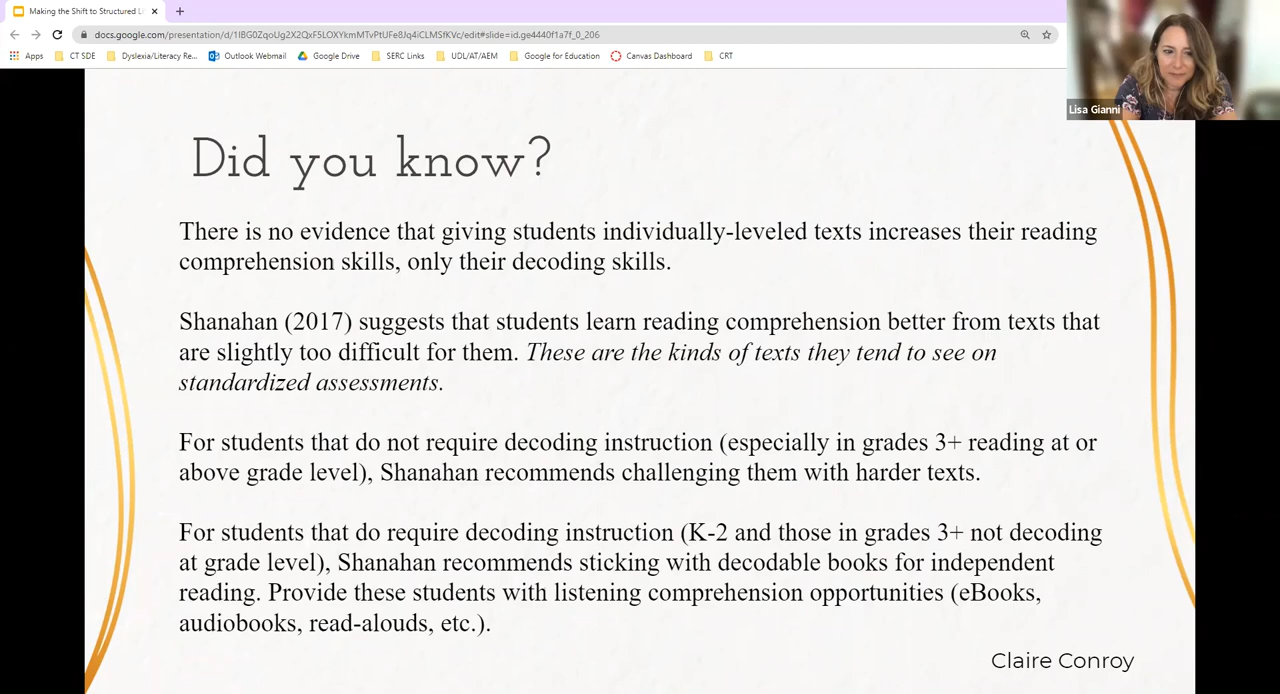 Making the Shift to Structured Li
docs.google.com/presentation/d/1IBG0ZqoUg2X2QxF5LOXYkmMTvPtUFe8Jq4iCLMSfKVc/edit#slide=id.ge4440f1a7f_0_206
Apps CT SDE Dyslexia/Literacy Re... Outlook Webmail Google Drive SERC Links UDL/AT/AEM Google for Education Canvas Dashboard CRT
Lisa Gianni
Did you know?
There is no evidence that giving students individually-leveled texts increases their reading
comprehension skills, only their decoding skills.
Shanahan (2017) suggests that students learn reading comprehension better from texts that
are slightly too difficult for them. These are the kinds of texts they tend to see on
standardized assessments.
For students that do not require decoding instruction (especially in grades 3+ reading at or
above grade level), Shanahan recommends challenging them with harder texts.
For students that do require decoding instruction (K-2 and those in grades 3+ not decoding
at grade level), Shanahan recommends sticking with decodable books for independent
reading. Provide these students with listening comprehension opportunities (eBooks,
audiobooks, read-alouds, etc.).
Claire Conroy